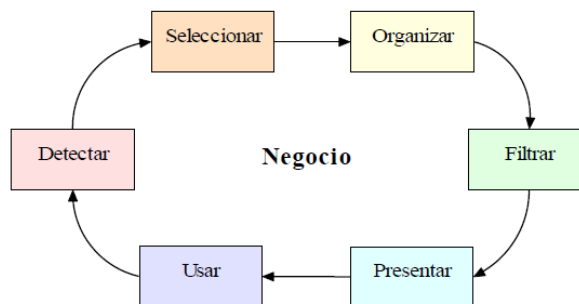 Seleccionar
Organizar
Detectar
Negocio
Filtrar
Usar
Presentar